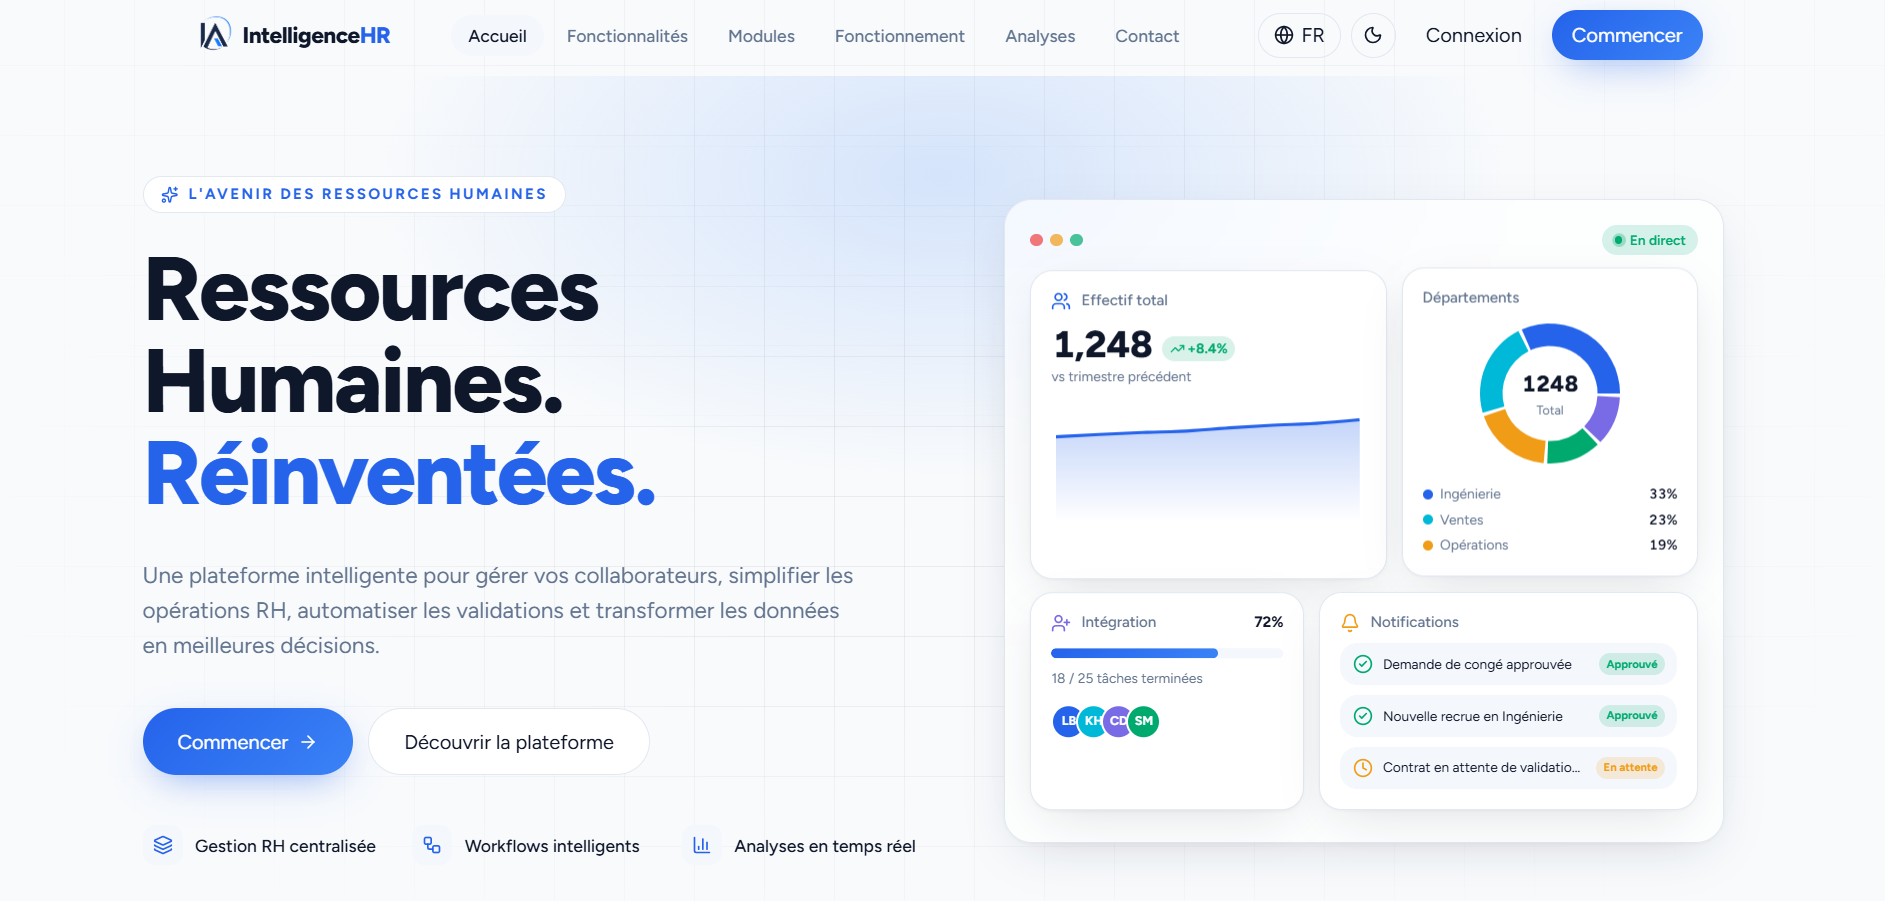 IntelligenceHR
Accueil
Fonctionnalités
Modules
Fonctionnement
Analyses
Contact
FR
Connexion
Commencer
L'AVENIR DES RESSOURCES HUMAINES
Ressources
Humaines.
Réinventées.
Une plateforme intelligente pour gérer vos collaborateurs, simplifier les
opérations RH, automatiser les validations et transformer les données
en meilleures décisions.
Commencer
Découvrir la plateforme
Gestion RH centralisée
Workflows intelligents
Analyses en temps réel
En direct
Effectif total
1,248 +8.4%
vs trimestre précédent
Départements
1248
Total
Ingénierie 33%
Ventes 23%
Opérations 19%
Intégration 72%
18 / 25 tâches terminées
LB KH CD SM
Notifications
Demande de congé approuvée Approuvé
Nouvelle recrue en Ingénierie Approuvé
Contrat en attente de validatio... En attente